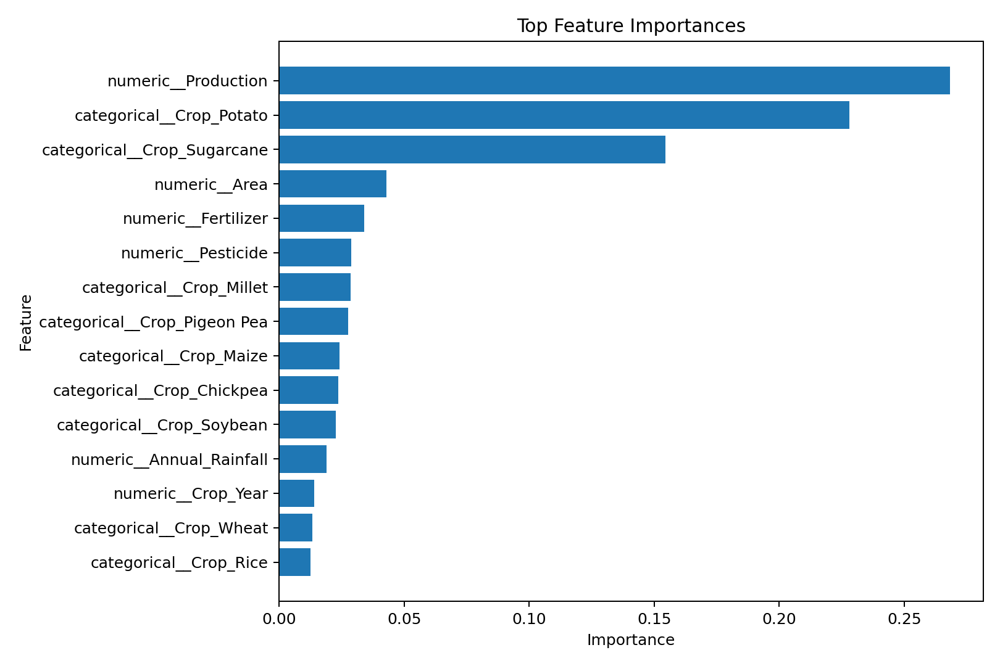 Top Feature Importances
numeric__Production
categorical__Crop_Potato
categorical__Crop_Sugarcane
numeric__Area
numeric__Fertilizer
numeric__Pesticide
categorical__Crop_Millet
categorical__Crop_Pigeon Pea
categorical__Crop_Maize
categorical__Crop_Chickpea
categorical__Crop_Soybean
numeric__Annual_Rainfall
numeric__Crop_Year
categorical__Crop_Wheat
categorical__Crop_Rice
Feature
0.00 0.05 0.10 0.15 0.20 0.25
Importance